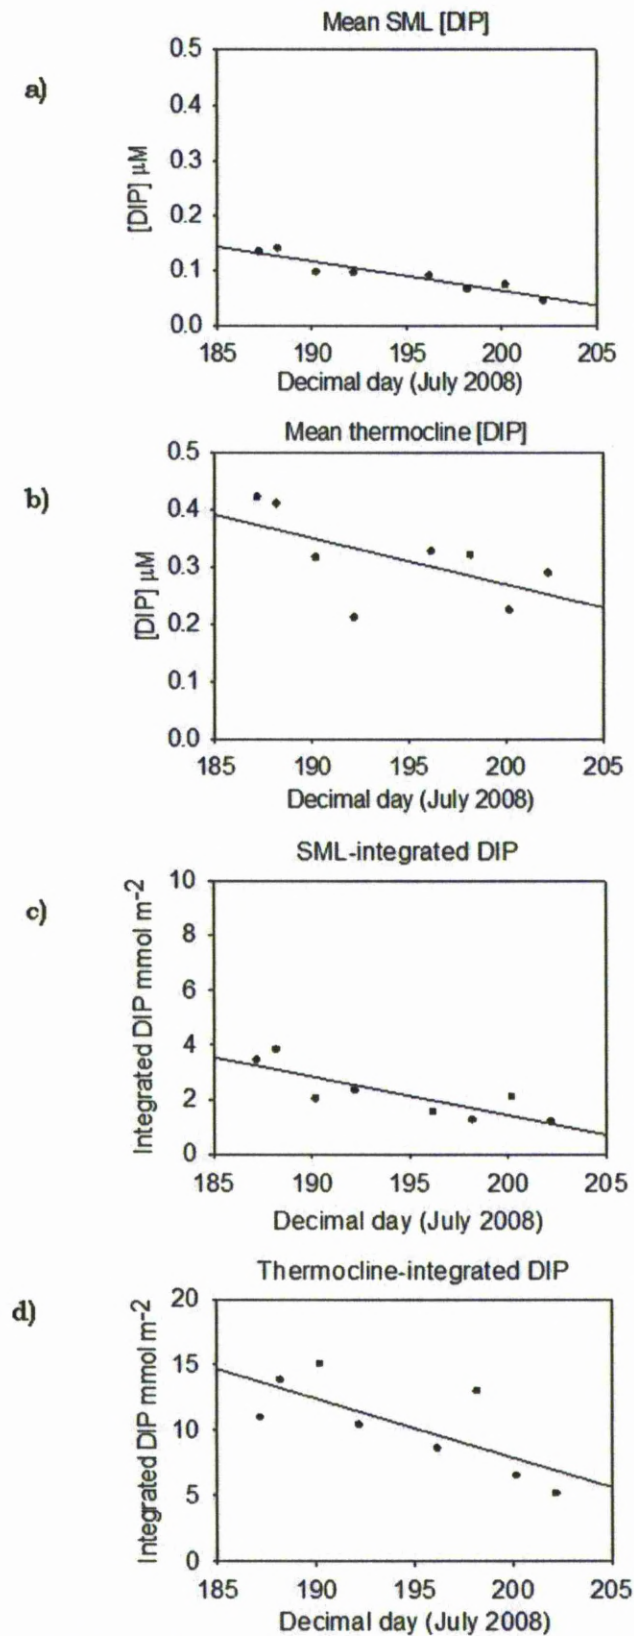 a)
Mean SML [DIP]
[DIP] µM
0.5
0.4
0.3
0.2
0.1
0.0
185 190 195 200 205
Decimal day (July 2008)
b)
Mean thermocline [DIP]
[DIP] µM
0.5
0.4
0.3
0.2
0.1
0.0
185 190 195 200 205
Decimal day (July 2008)
c)
SML-integrated DIP
Integrated DIP mmol m-2
10
8
6
4
2
0
185 190 195 200 205
Decimal day (July 2008)
d)
Thermocline-integrated DIP
Integrated DIP mmol m-2
20
15
10
5
0
185 190 195 200 205
Decimal day (July 2008)